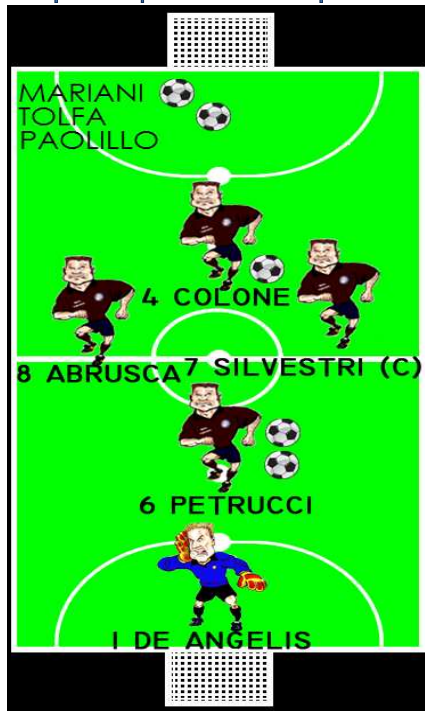 MARIANI
TOLFA
PAOLILLO
4 COLONE
8 ABRUSCA
7 SILVESTRI (C)
6 PETRUCCI
1 DE ANGELIS